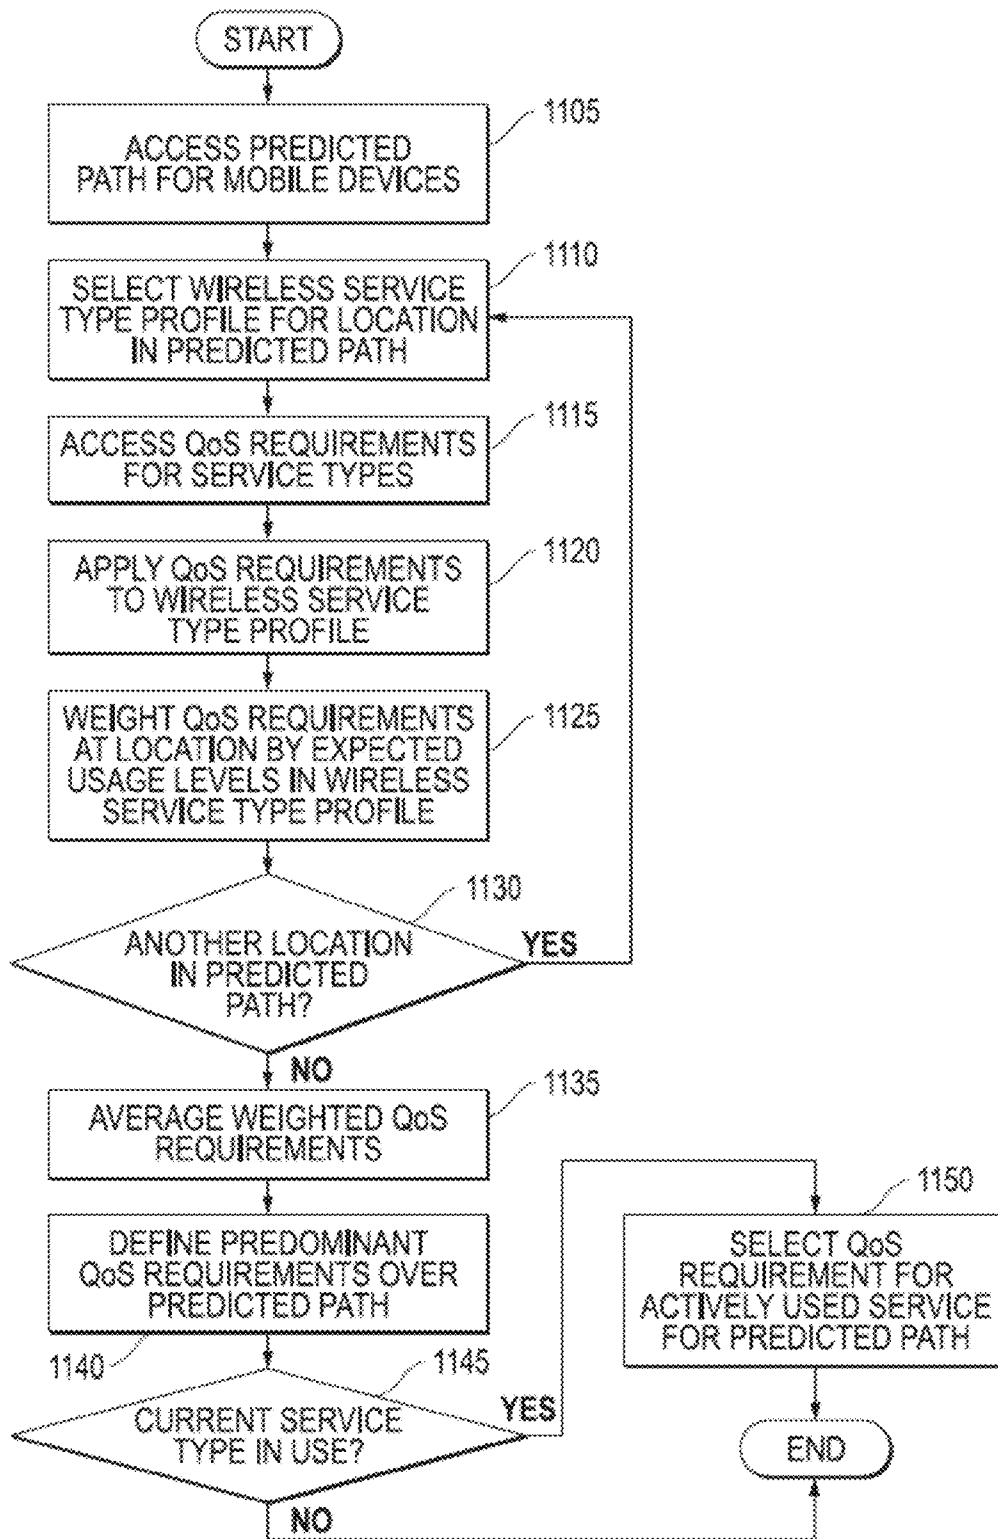 START
1105
ACCESS PREDICTED
PATH FOR MOBILE DEVICES
1110
SELECT WIRELESS SERVICE
TYPE PROFILE FOR LOCATION
IN PREDICTED PATH
1115
ACCESS QoS REQUIREMENTS
FOR SERVICE TYPES
1120
APPLY QoS REQUIREMENTS
TO WIRELESS SERVICE
TYPE PROFILE
1125
WEIGHT QoS REQUIREMENTS
AT LOCATION BY EXPECTED
USAGE LEVELS IN WIRELESS
SERVICE TYPE PROFILE
1130
ANOTHER LOCATION
IN PREDICTED
PATH?
YES
NO
1135
AVERAGE WEIGHTED QoS
REQUIREMENTS
DEFINE PREDOMINANT
QoS REQUIREMENTS OVER
PREDICTED PATH
1140
1145
CURRENT SERVICE
TYPE IN USE?
YES
NO
1150
SELECT QoS
REQUIREMENT FOR
ACTIVELY USED SERVICE
FOR PREDICTED PATH
END